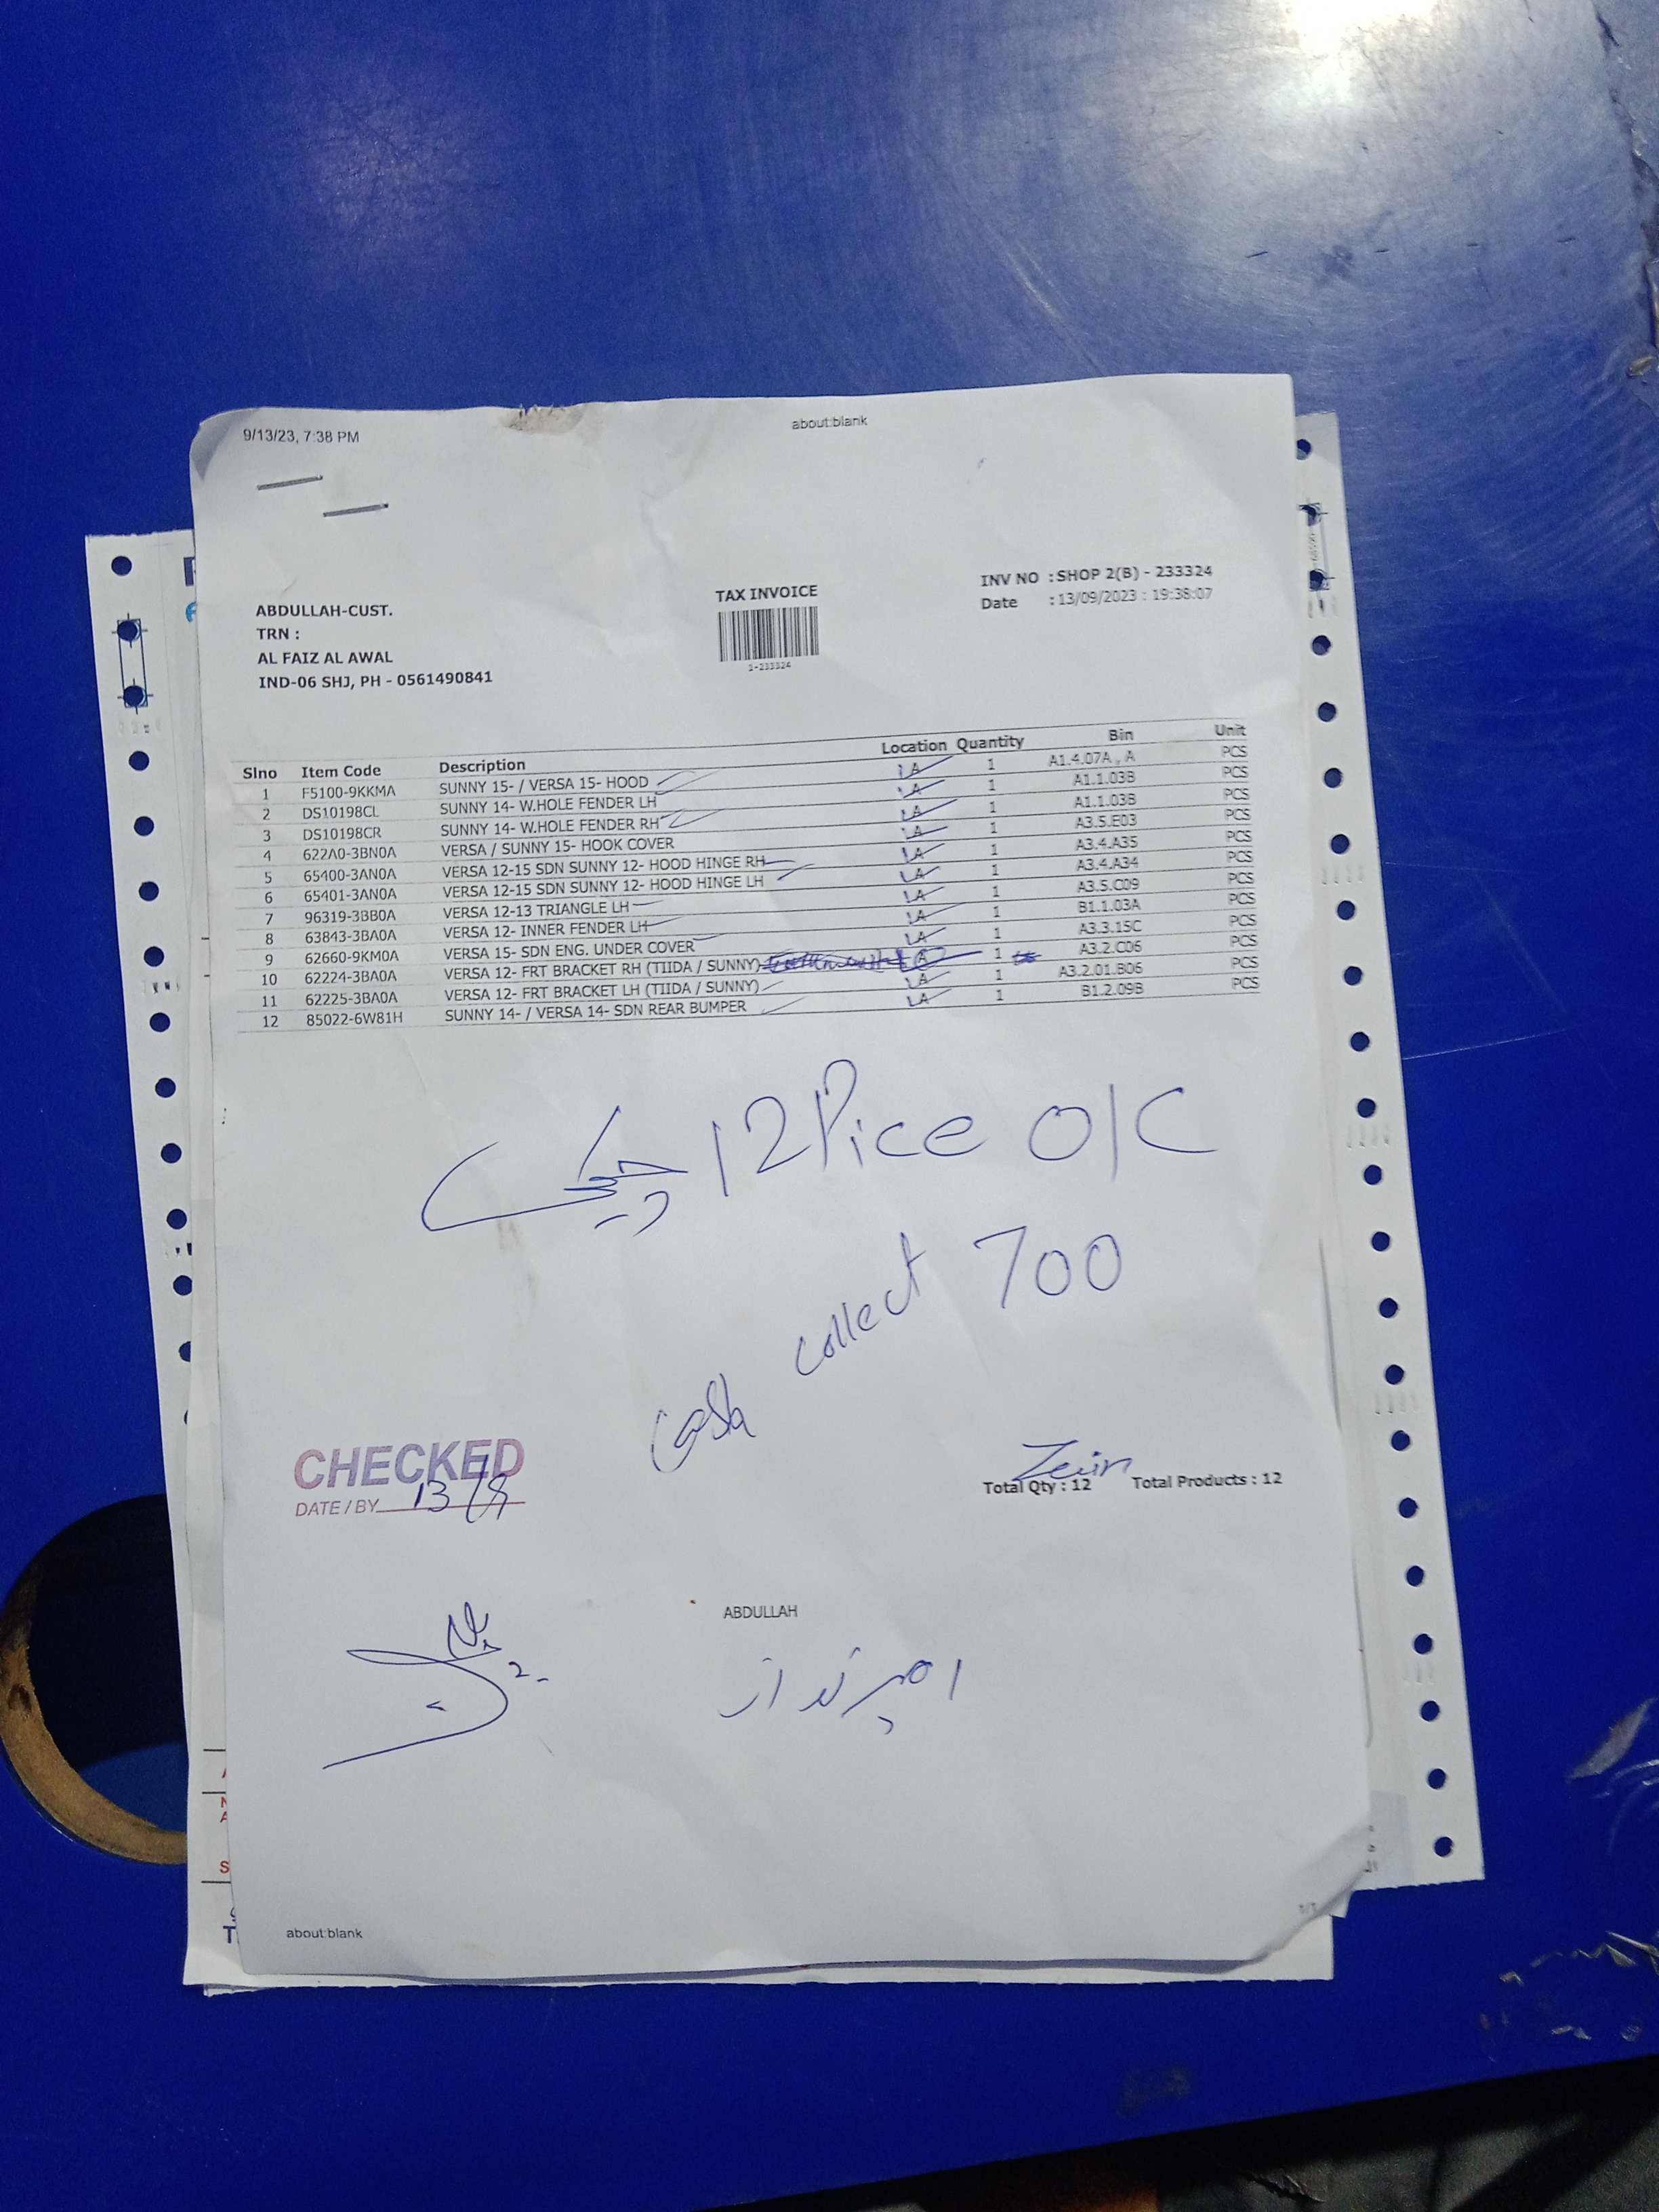 9/13/23, 7:38 PM about:blank
ABDULLAH-CUST. TAX INVOICE INV NO : SHOP 2(B) - 233324
TRN : Date : 13/09/2023 : 19:38:07
AL FAIZ AL AWAL
IND-06 SHJ, PH - 0561490841 1-233324
Slno Item Code Description Location Quantity Bin Unit
1 F5100-9KKMA SUNNY 15- / VERSA 15- HOOD 1A 1 A1.4.07A , A PCS
2 DS10198CL SUNNY 14- W.HOLE FENDER LH 1A 1 A1.1.03B PCS
3 DS10198CR SUNNY 14- W.HOLE FENDER RH 1A 1 A1.1.03B PCS
4 622A0-3BN0A VERSA / SUNNY 15- HOOK COVER 1A 1 A3.5.E03 PCS
5 65400-3AN0A VERSA 12-15 SDN SUNNY 12- HOOD HINGE RH 1A 1 A3.4.A35 PCS
6 65401-3AN0A VERSA 12-15 SDN SUNNY 12- HOOD HINGE LH 1A 1 A3.4.A34 PCS
7 96319-3BB0A VERSA 12-13 TRIANGLE LH 1A 1 A3.5.C09 PCS
8 63843-3BA0A VERSA 12- INNER FENDER LH 1A 1 B1.1.03A PCS
9 62660-9KM0A VERSA 15- SDN ENG. UNDER COVER 1A 1 A3.3.15C PCS
10 62224-3BA0A VERSA 12- FRT BRACKET RH (TIIDA / SUNNY) 1 A3.2.C06 PCS
11 62225-3BA0A VERSA 12- FRT BRACKET LH (TIIDA / SUNNY) 1A 1 A3.2.01.B06 PCS
12 85022-6W81H SUNNY 14- / VERSA 14- SDN REAR BUMPER 1A 1 B1.2.09B PCS
12 Pice O/C
cash collect 700
CHECKED
DATE / BY 13/9
Zein
Total Qty : 12 Total Products : 12
ABDULLAH
امیر نواز
about:blank 1/1